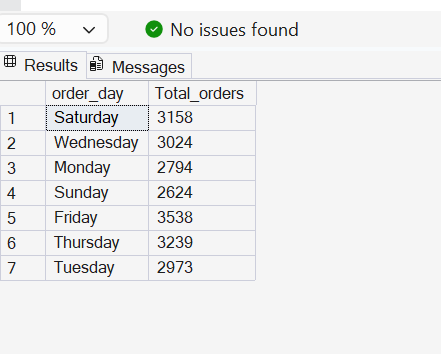 100 % No issues found
Results Messages
order_day Total_orders
1 Saturday 3158
2 Wednesday 3024
3 Monday 2794
4 Sunday 2624
5 Friday 3538
6 Thursday 3239
7 Tuesday 2973